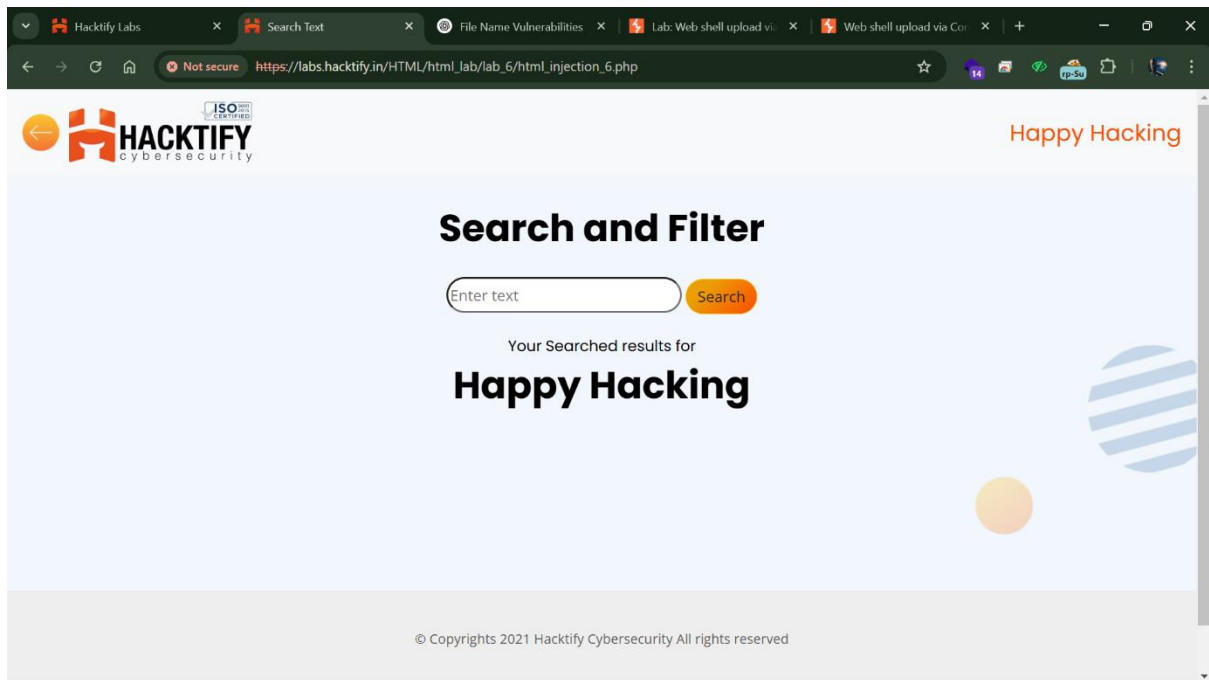 Hacktify Labs
Search Text
File Name Vulnerabilities
Lab: Web shell upload via
Web shell upload via Con
Not secure https://labs.hacktify.in/HTML/html_lab/lab_6/html_injection_6.php
14
rp-Su
ISO
CERTIFIED
HACKTIFY
cybersecurity
Happy Hacking
Search and Filter
Enter text
Search
Your Searched results for
Happy Hacking
© Copyrights 2021 Hacktify Cybersecurity All rights reserved